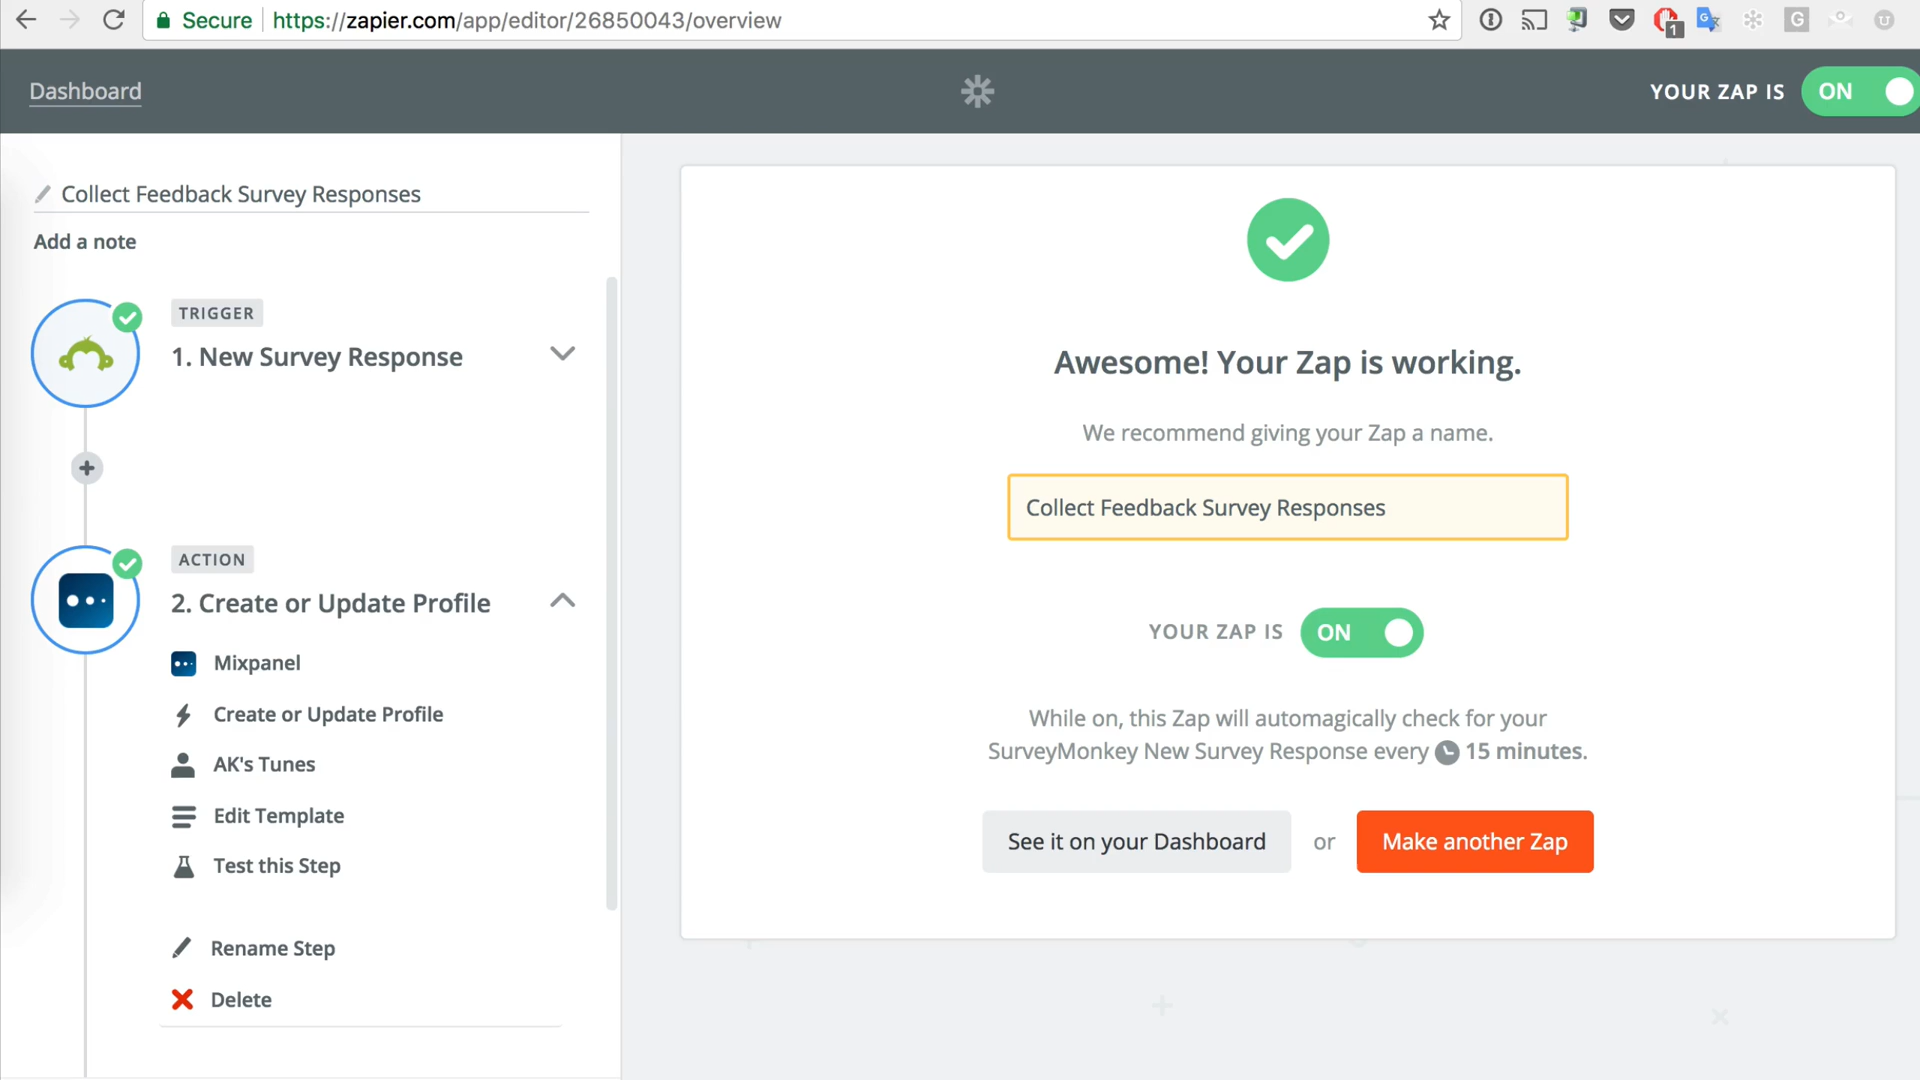 Secure https://zapier.com/app/editor/26850043/overview
1
G
Dashboard
YOUR ZAP IS ON
Collect Feedback Survey Responses
Add a note
TRIGGER
1. New Survey Response
ACTION
2. Create or Update Profile
Mixpanel
Create or Update Profile
AK's Tunes
Edit Template
Test this Step
Rename Step
Delete
Awesome! Your Zap is working.
We recommend giving your Zap a name.
Collect Feedback Survey Responses
YOUR ZAP IS ON
While on, this Zap will automagically check for your
SurveyMonkey New Survey Response every 15 minutes.
See it on your Dashboard or Make another Zap